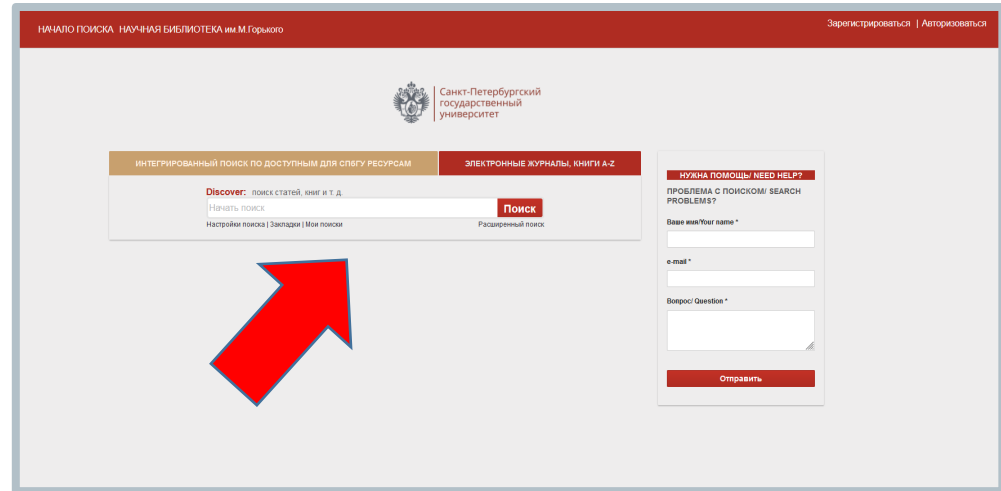 НАЧАЛО ПОИСКА НАУЧНАЯ БИБЛИОТЕКА им.М.Горького
Зарегистрироваться | Авторизоваться
Санкт-Петербургский
государственный
университет
ИНТЕГРИРОВАННЫЙ ПОИСК ПО ДОСТУПНЫМ ДЛЯ СПБГУ РЕСУРСАМ
ЭЛЕКТРОННЫЕ ЖУРНАЛЫ, КНИГИ A-Z
Discover: поиск статей, книг и т. д.
Начать поиск
Поиск
Настройки поиска | Закладки | Мои поиски
Расширенный поиск
НУЖНА ПОМОЩЬ/ NEED HELP?
ПРОБЛЕМА С ПОИСКОМ/ SEARCH
PROBLEMS?
Ваше имя/Your name *
e-mail *
Вопрос/ Question *
Отправить